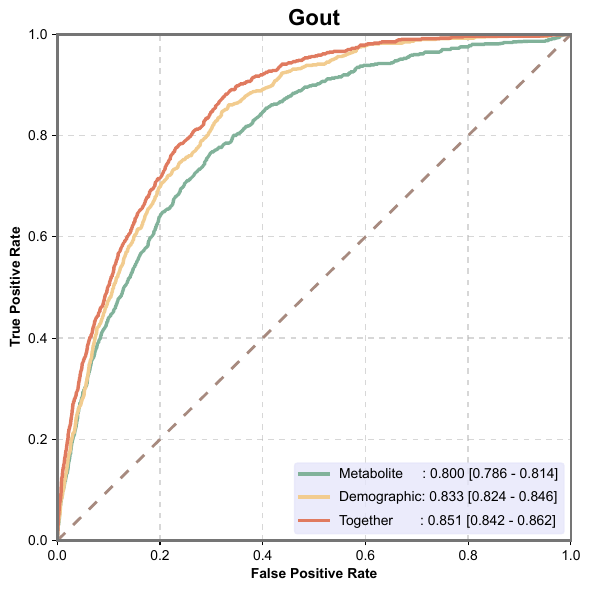 Gout
True Positive Rate
1.0
0.8
0.6
0.4
0.2
0.0
Metabolite : 0.800 [0.786 - 0.814]
Demographic: 0.833 [0.824 - 0.846]
Together : 0.851 [0.842 - 0.862]
0.0 0.2 0.4 0.6 0.8 1.0
False Positive Rate